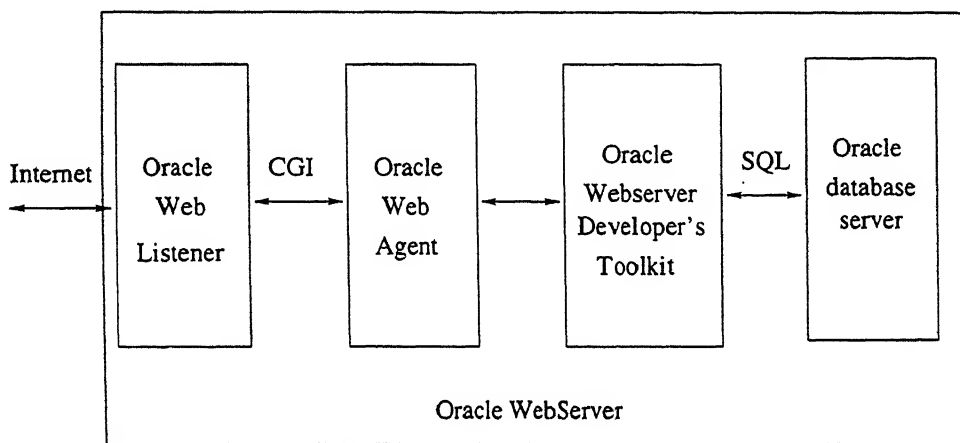 Internet
Oracle
Web
Listener
CGI
Oracle
Web
Agent
Oracle
Webserver
Developer's
Toolkit
SQL
Oracle
database
server
Oracle WebServer